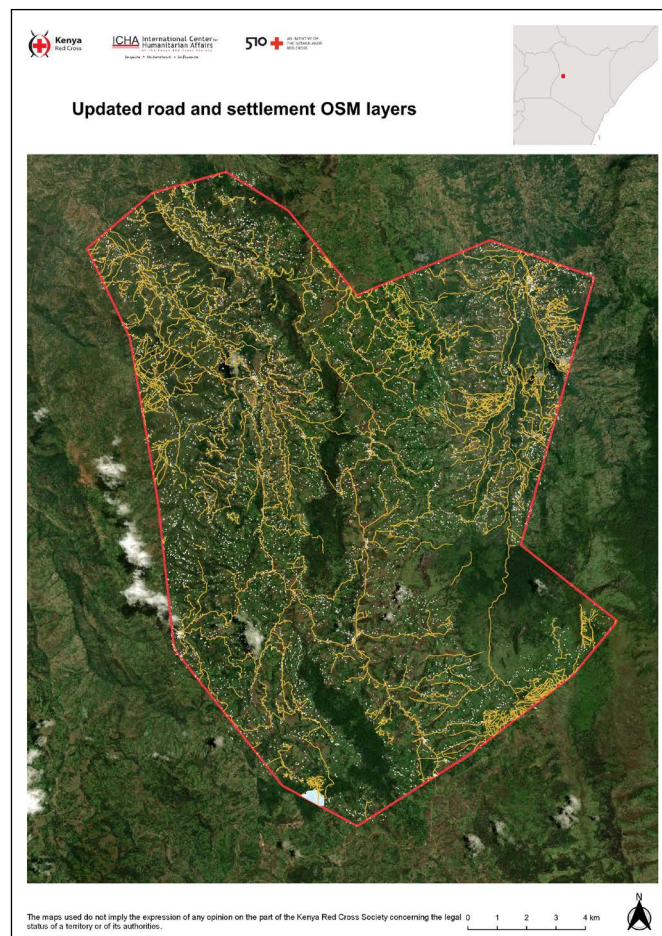 Kenya
Red Cross
ICHA International Center for
Humanitarian Affairs
Inspire • Understand • Influence
510
AN INITIATIVE OF
THE NETHERLANDS
RED CROSS
Updated road and settlement OSM layers
The maps used do not imply the expression of any opinion on the part of the Kenya Red Cross Society concerning the legal
status of a territory or of its authorities.
0 1 2 3 4 km
N